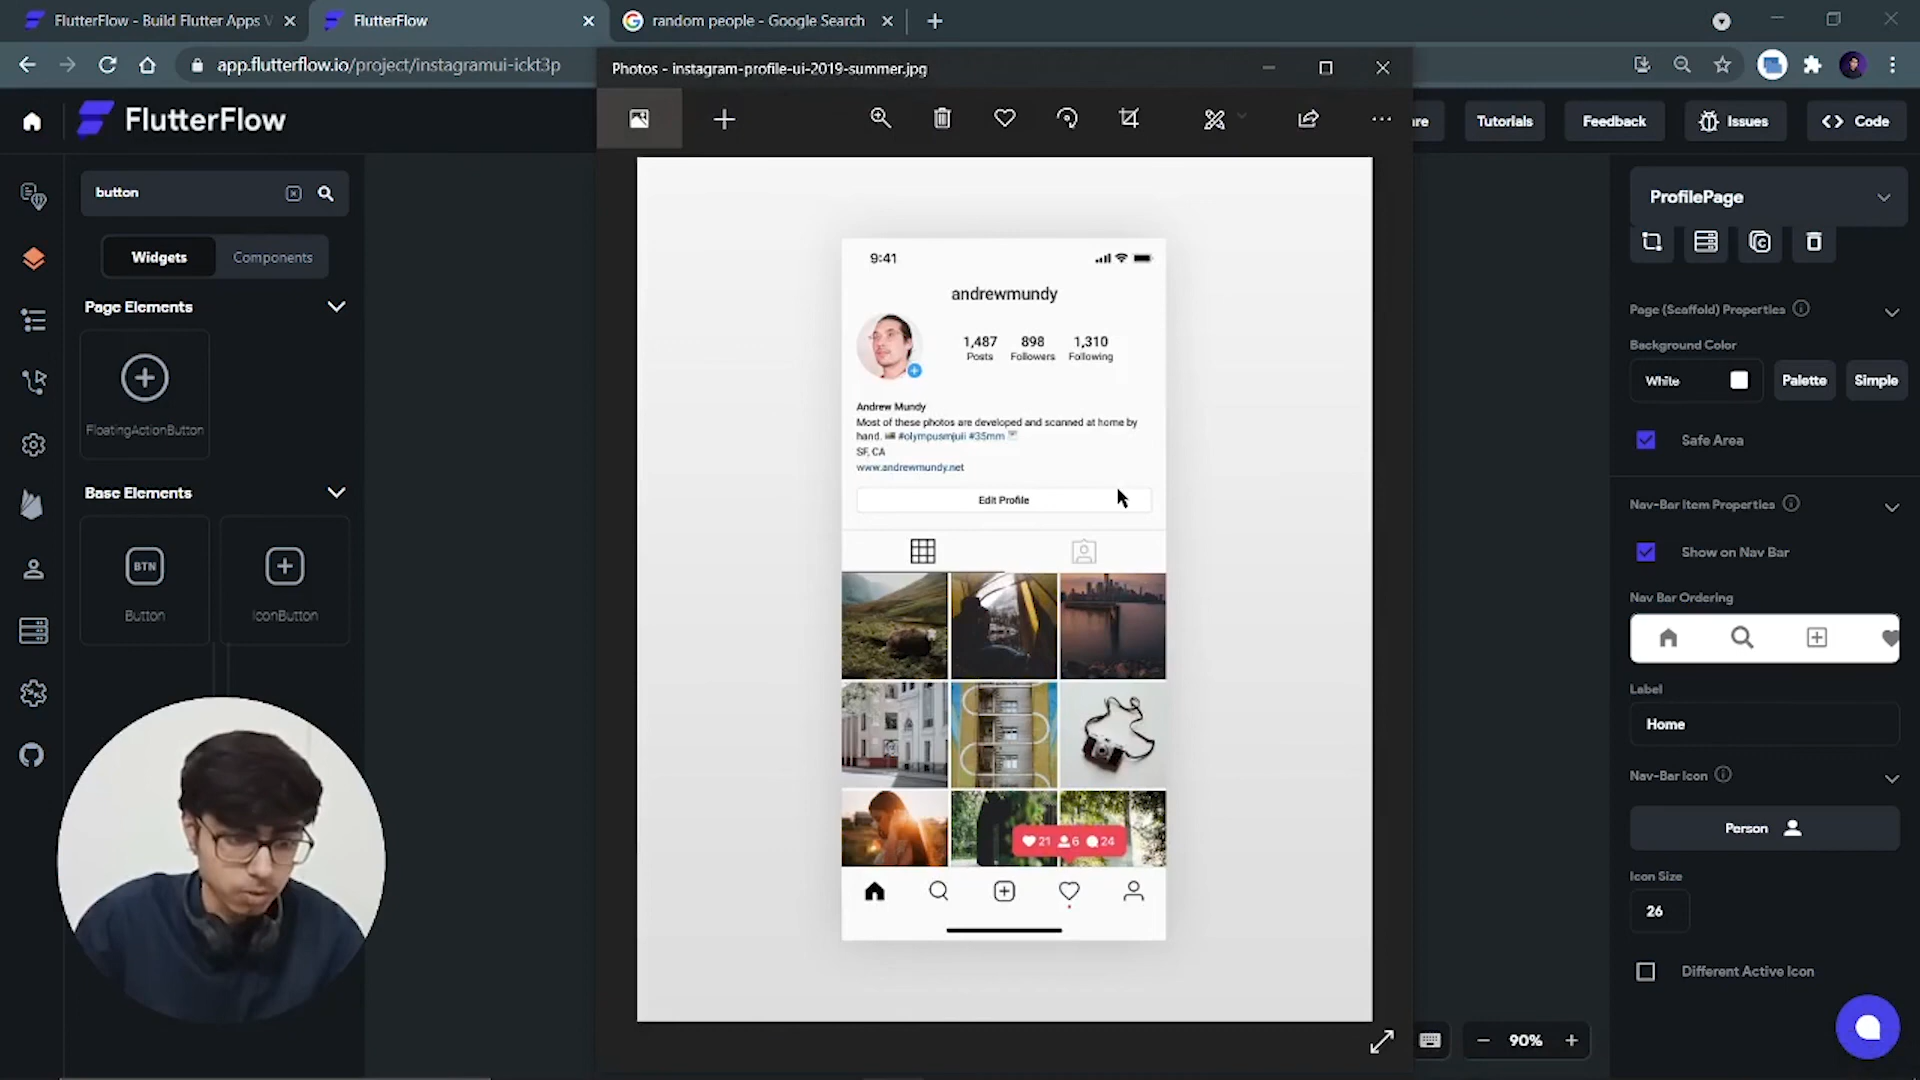 FlutterFlow - Build Flutter Apps V
FlutterFlow
random people - Google Search
app.flutterflow.io/project/instagramui-ickt3p
Photos - instagram-profile-ui-2019-summer.jpg
FlutterFlow
re
Tutorials
Feedback
Issues
Code
button
Widgets
Components
Page Elements
FloatingActionButton
Base Elements
BTN
Button
IconButton
9:41
andrewmundy
1,487 898 1,310
Posts Followers Following
Andrew Mundy
Most of these photos are developed and scanned at home by
hand. #olympusmjuii #35mm
SF, CA
www.andrewmundy.net
Edit Profile
21 6 24
90%
ProfilePage
Page (Scaffold) Properties
Background Color
White
Palette
Simple
Safe Area
Nav-Bar Item Properties
Show on Nav Bar
Nav Bar Ordering
Label
Home
Nav-Bar Icon
Person
Icon Size
26
Different Active Icon